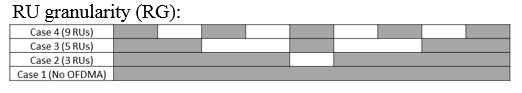 RU granularity (RG):
Case 4 (9 RUs)
Case 3 (5 RUs)
Case 2 (3 RUs)
Case 1 (No OFDMA)